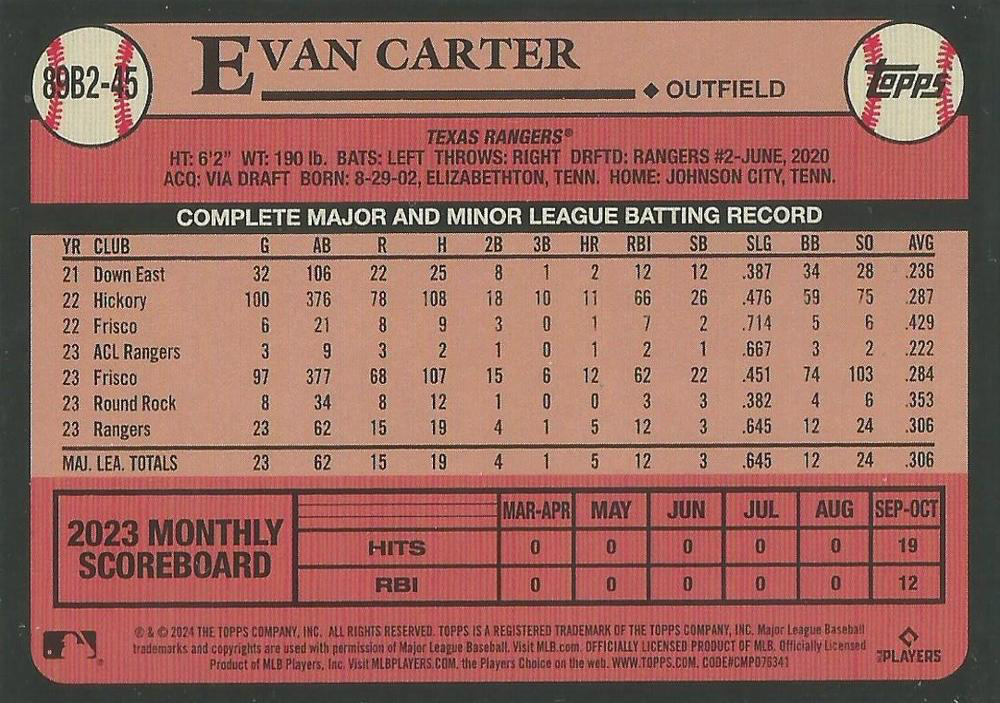 89B2-45
EVAN CARTER
◆ OUTFIELD
Topps
TEXAS RANGERS®
HT: 6'2" WT: 190 lb. BATS: LEFT THROWS: RIGHT DRFTD: RANGERS #2-JUNE, 2020
ACQ: VIA DRAFT BORN: 8-29-02, ELIZABETHTON, TENN. HOME: JOHNSON CITY, TENN.
COMPLETE MAJOR AND MINOR LEAGUE BATTING RECORD
YR CLUB G AB R H 2B 3B HR RBI SB SLG BB SO AVG
21 Down East 32 106 22 25 8 1 2 12 12 .387 34 28 .236
22 Hickory 100 376 78 108 18 10 11 66 26 .476 59 75 .287
22 Frisco 6 21 8 9 3 0 1 7 2 .714 5 6 .429
23 ACL Rangers 3 9 3 2 1 0 1 2 1 .667 3 2 .222
23 Frisco 97 377 68 107 15 6 12 62 22 .451 74 103 .284
23 Round Rock 8 34 8 12 1 0 0 3 3 .382 4 6 .353
23 Rangers 23 62 15 19 4 1 5 12 3 .645 12 24 .306
MAJ. LEA. TOTALS 23 62 15 19 4 1 5 12 3 .645 12 24 .306
2023 MONTHLY
SCOREBOARD
MAR-APR MAY JUN JUL AUG SEP-OCT
HITS 0 0 0 0 0 19
RBI 0 0 0 0 0 12
® & © 2024 THE TOPPS COMPANY, INC. ALL RIGHTS RESERVED. TOPPS IS A REGISTERED TRADEMARK OF THE TOPPS COMPANY, INC. Major League Baseball
trademarks and copyrights are used with permission of Major League Baseball. Visit MLB.com. OFFICIALLY LICENSED PRODUCT OF MLB. Officially Licensed
Product of MLB Players, Inc. Visit MLBPLAYERS.COM, the Players Choice on the web. WWW.TOPPS.COM. CODE#CMP076341
MLB PLAYERS